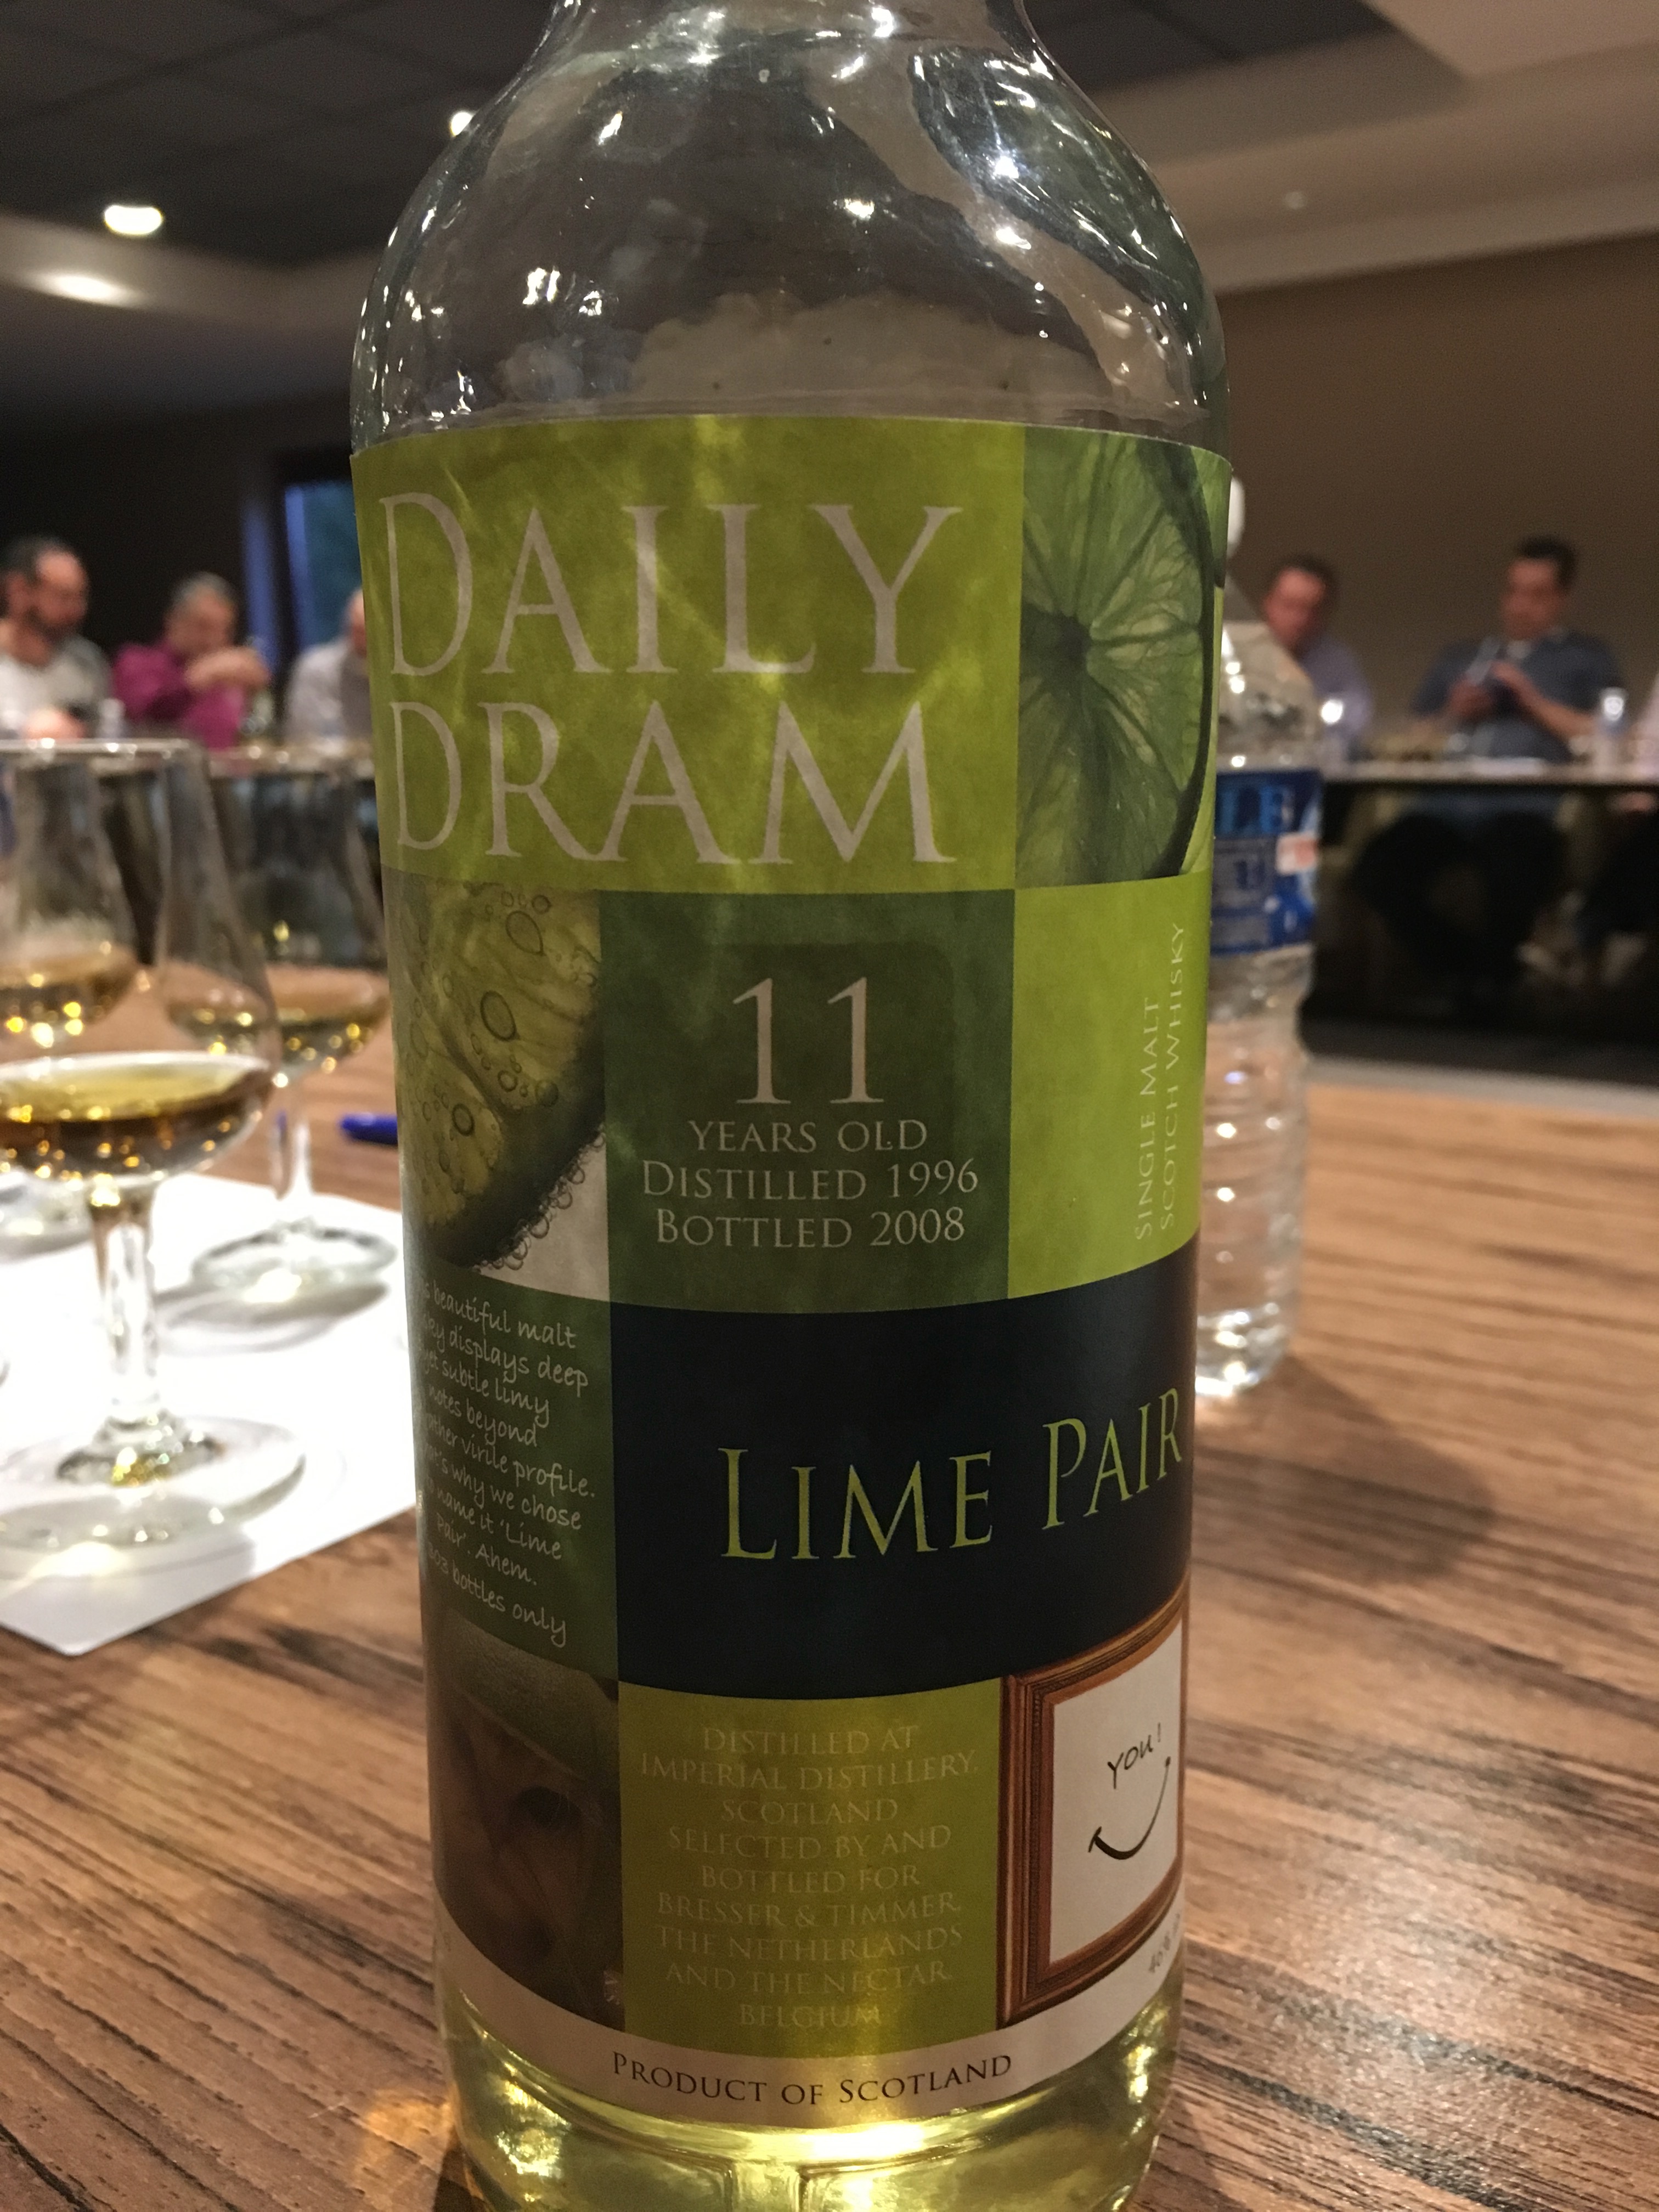 DAILY
DRAM
11
YEARS OLD
DISTILLED 1996
BOTTLED 2008
SINGLE MALT
SCOTCH WHISKY
beautiful malt
displays deep
yet subtle limy
notes beyond
virile profile.
why we chose
name it 'Lime
Pair'. Ahem.
bottles only
LIME PAIR
DISTILLED AT
IMPERIAL DISTILLERY,
SCOTLAND
SELECTED BY AND
BOTTLED FOR
BRESSER & TIMMER,
THE NETHERLANDS
AND THE NECTAR,
BELGIUM
you!
46%
PRODUCT OF SCOTLAND